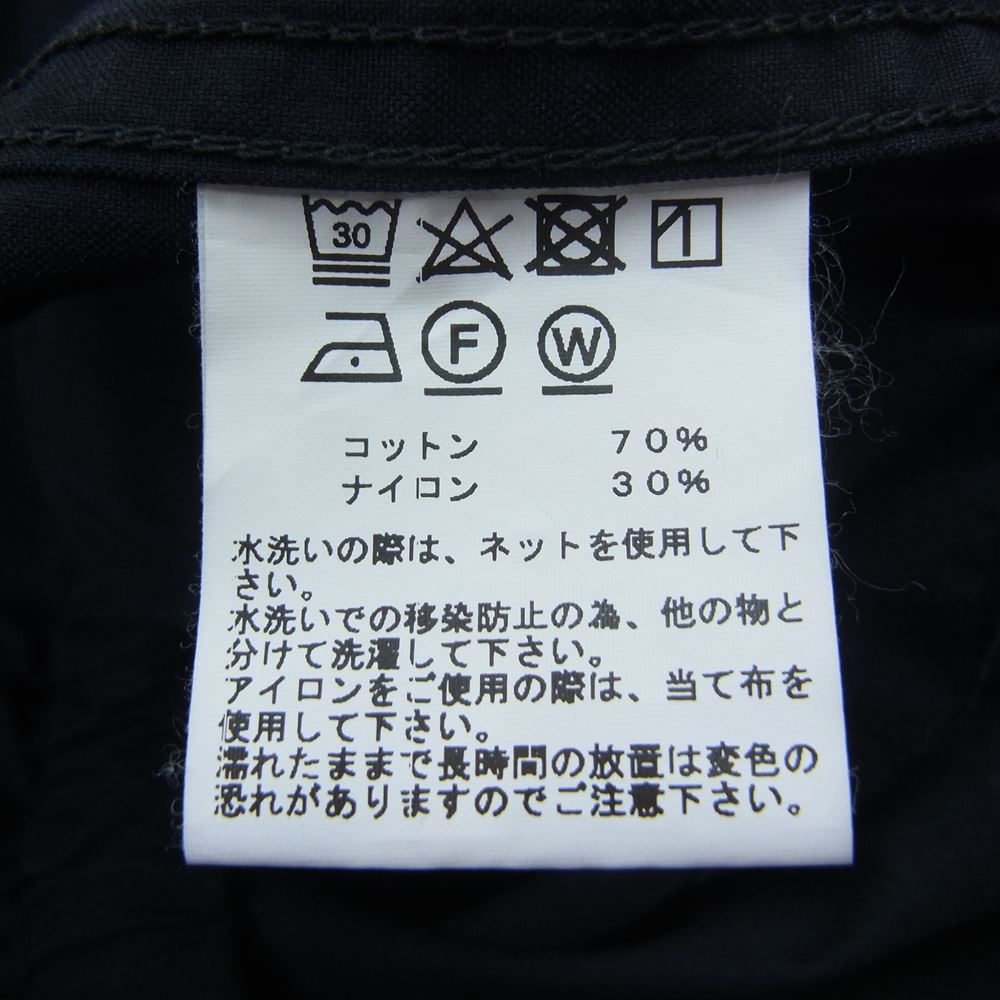 30
F W
コットン 70%
ナイロン 30%
水洗いの際は、ネットを使用して下
さい。
水洗いでの移染防止の為、他の物と
分けて洗濯して下さい。
アイロンをご使用の際は、当て布を
使用して下さい。
濡れたままで長時間の放置は変色の
恐れがありますのでご注意下さい。